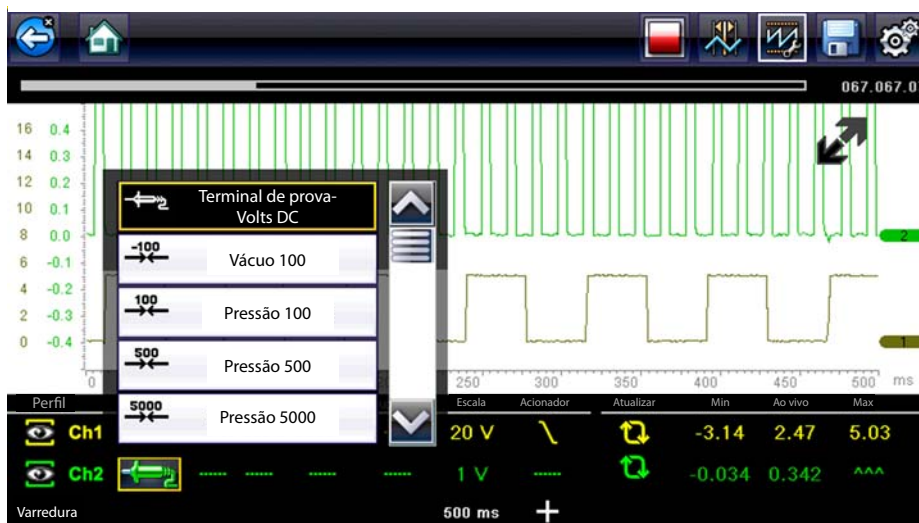 067.067.0
16 0.4
14 0.3
12 0.2
10 0.1
8 0.0
6 -0.1
4 -0.2
2 -0.3
0 -0.4
Terminal de prova-
Volts DC
-100
Vácuo 100
100
Pressão 100
500
Pressão 500
5000
Pressão 5000
2
1
0 250 300 350 400 450 500 ms
Perfil Escala Acionador Atualizar Min Ao vivo Max
Ch1 20 V -3.14 2.47 5.03
Ch2 ------ ------ ------ ------ 1 V ------ -0.034 0.342 ^^^
Varredura 500 ms